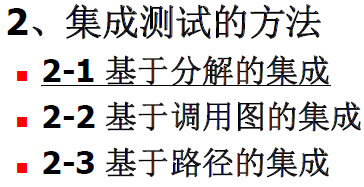 2、集成测试的方法
2-1 基于分解的集成
2-2 基于调用图的集成
2-3 基于路径的集成